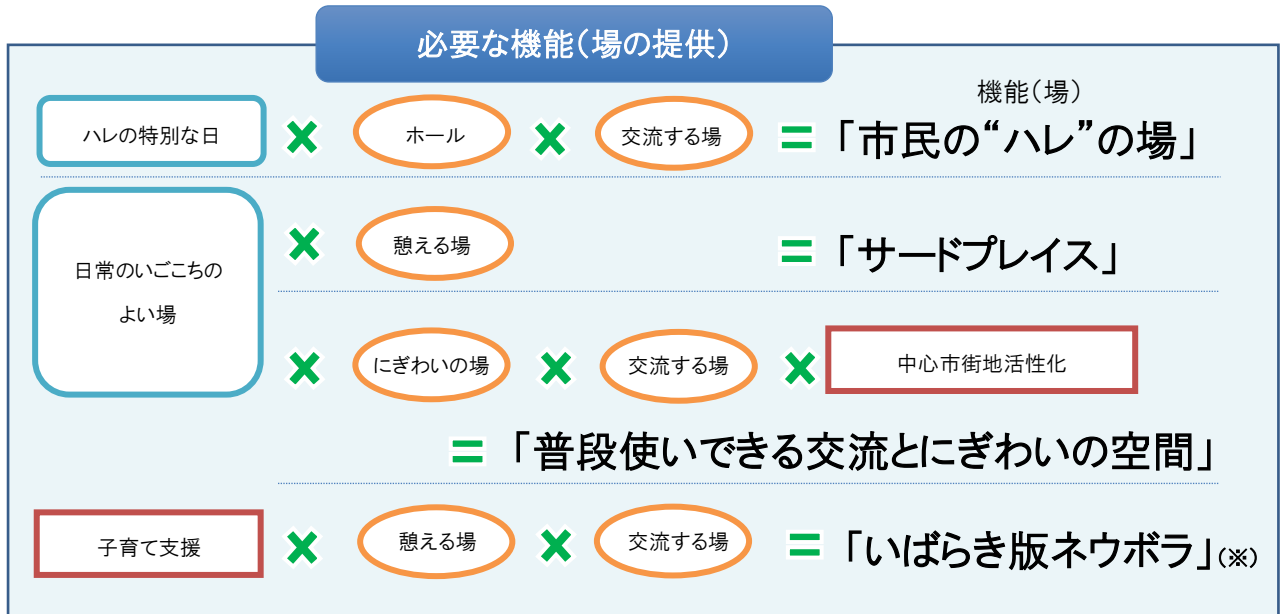 必要な機能（場の提供）
機能（場）
ハレの特別な日 × ホール × 交流する場 = 「市民の“ハレ”の場」
日常のいごこちの
よい場
× 憩える場 = 「サードプレイス」
× にぎわいの場 × 交流する場 × 中心市街地活性化
= 「普段使いできる交流とにぎわいの空間」
子育て支援 × 憩える場 × 交流する場 = 「いばらき版ネウボラ」(※)